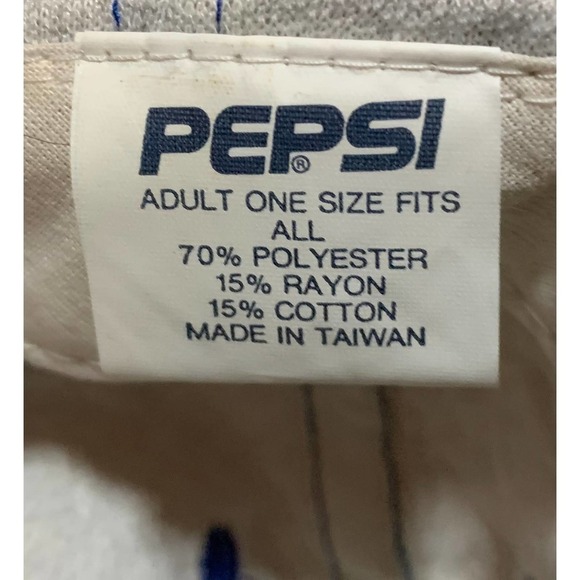 PEPSI®
ADULT ONE SIZE FITS
ALL
70% POLYESTER
15% RAYON
15% COTTON
MADE IN TAIWAN